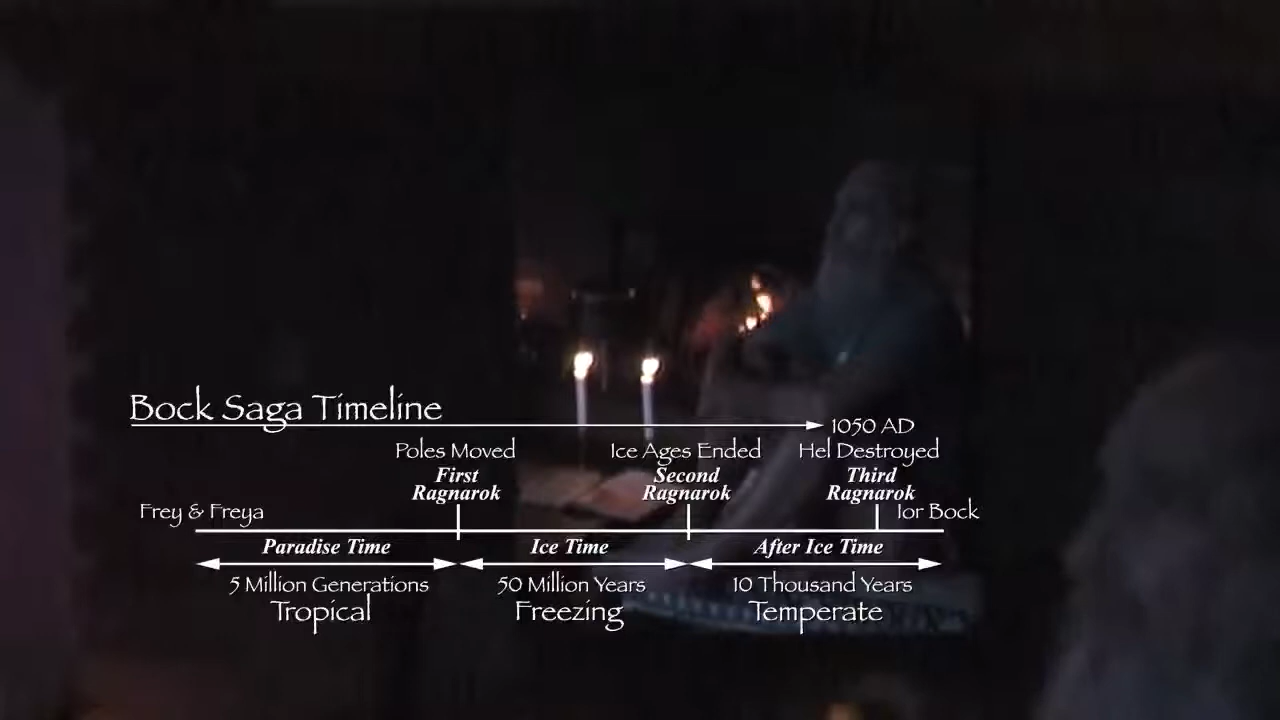 Bock Saga Timeline
1050 AD
Poles Moved
Ice Ages Ended
Hel Destroyed
First
Ragnarok
Second
Ragnarok
Third
Ragnarok
Frey & Freya
Ior Bock
Paradise Time
Ice Time
After Ice Time
5 Million Generations
50 Million Years
10 Thousand Years
Tropical
Freezing
Temperate